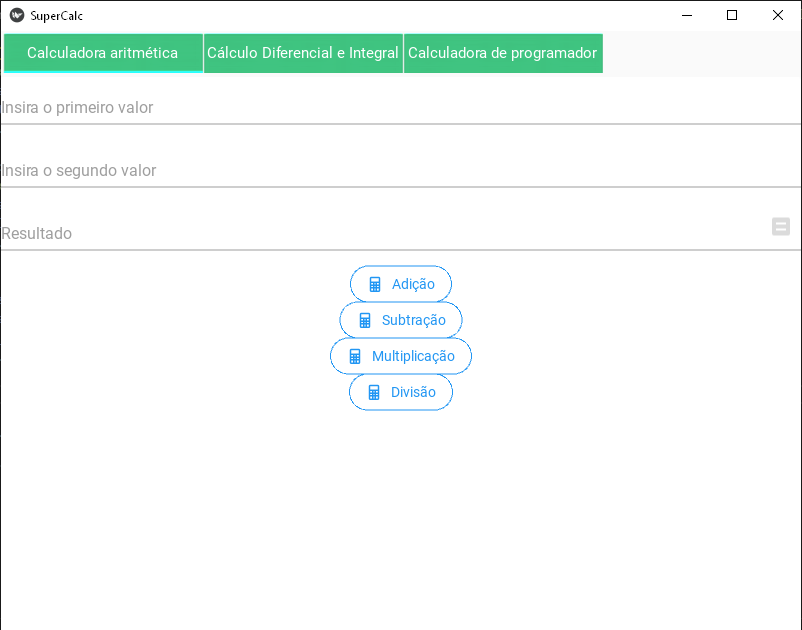 SuperCalc
Calculadora aritmética Cálculo Diferencial e Integral Calculadora de programador
Insira o primeiro valor
Insira o segundo valor
Resultado
Adição
Subtração
Multiplicação
Divisão